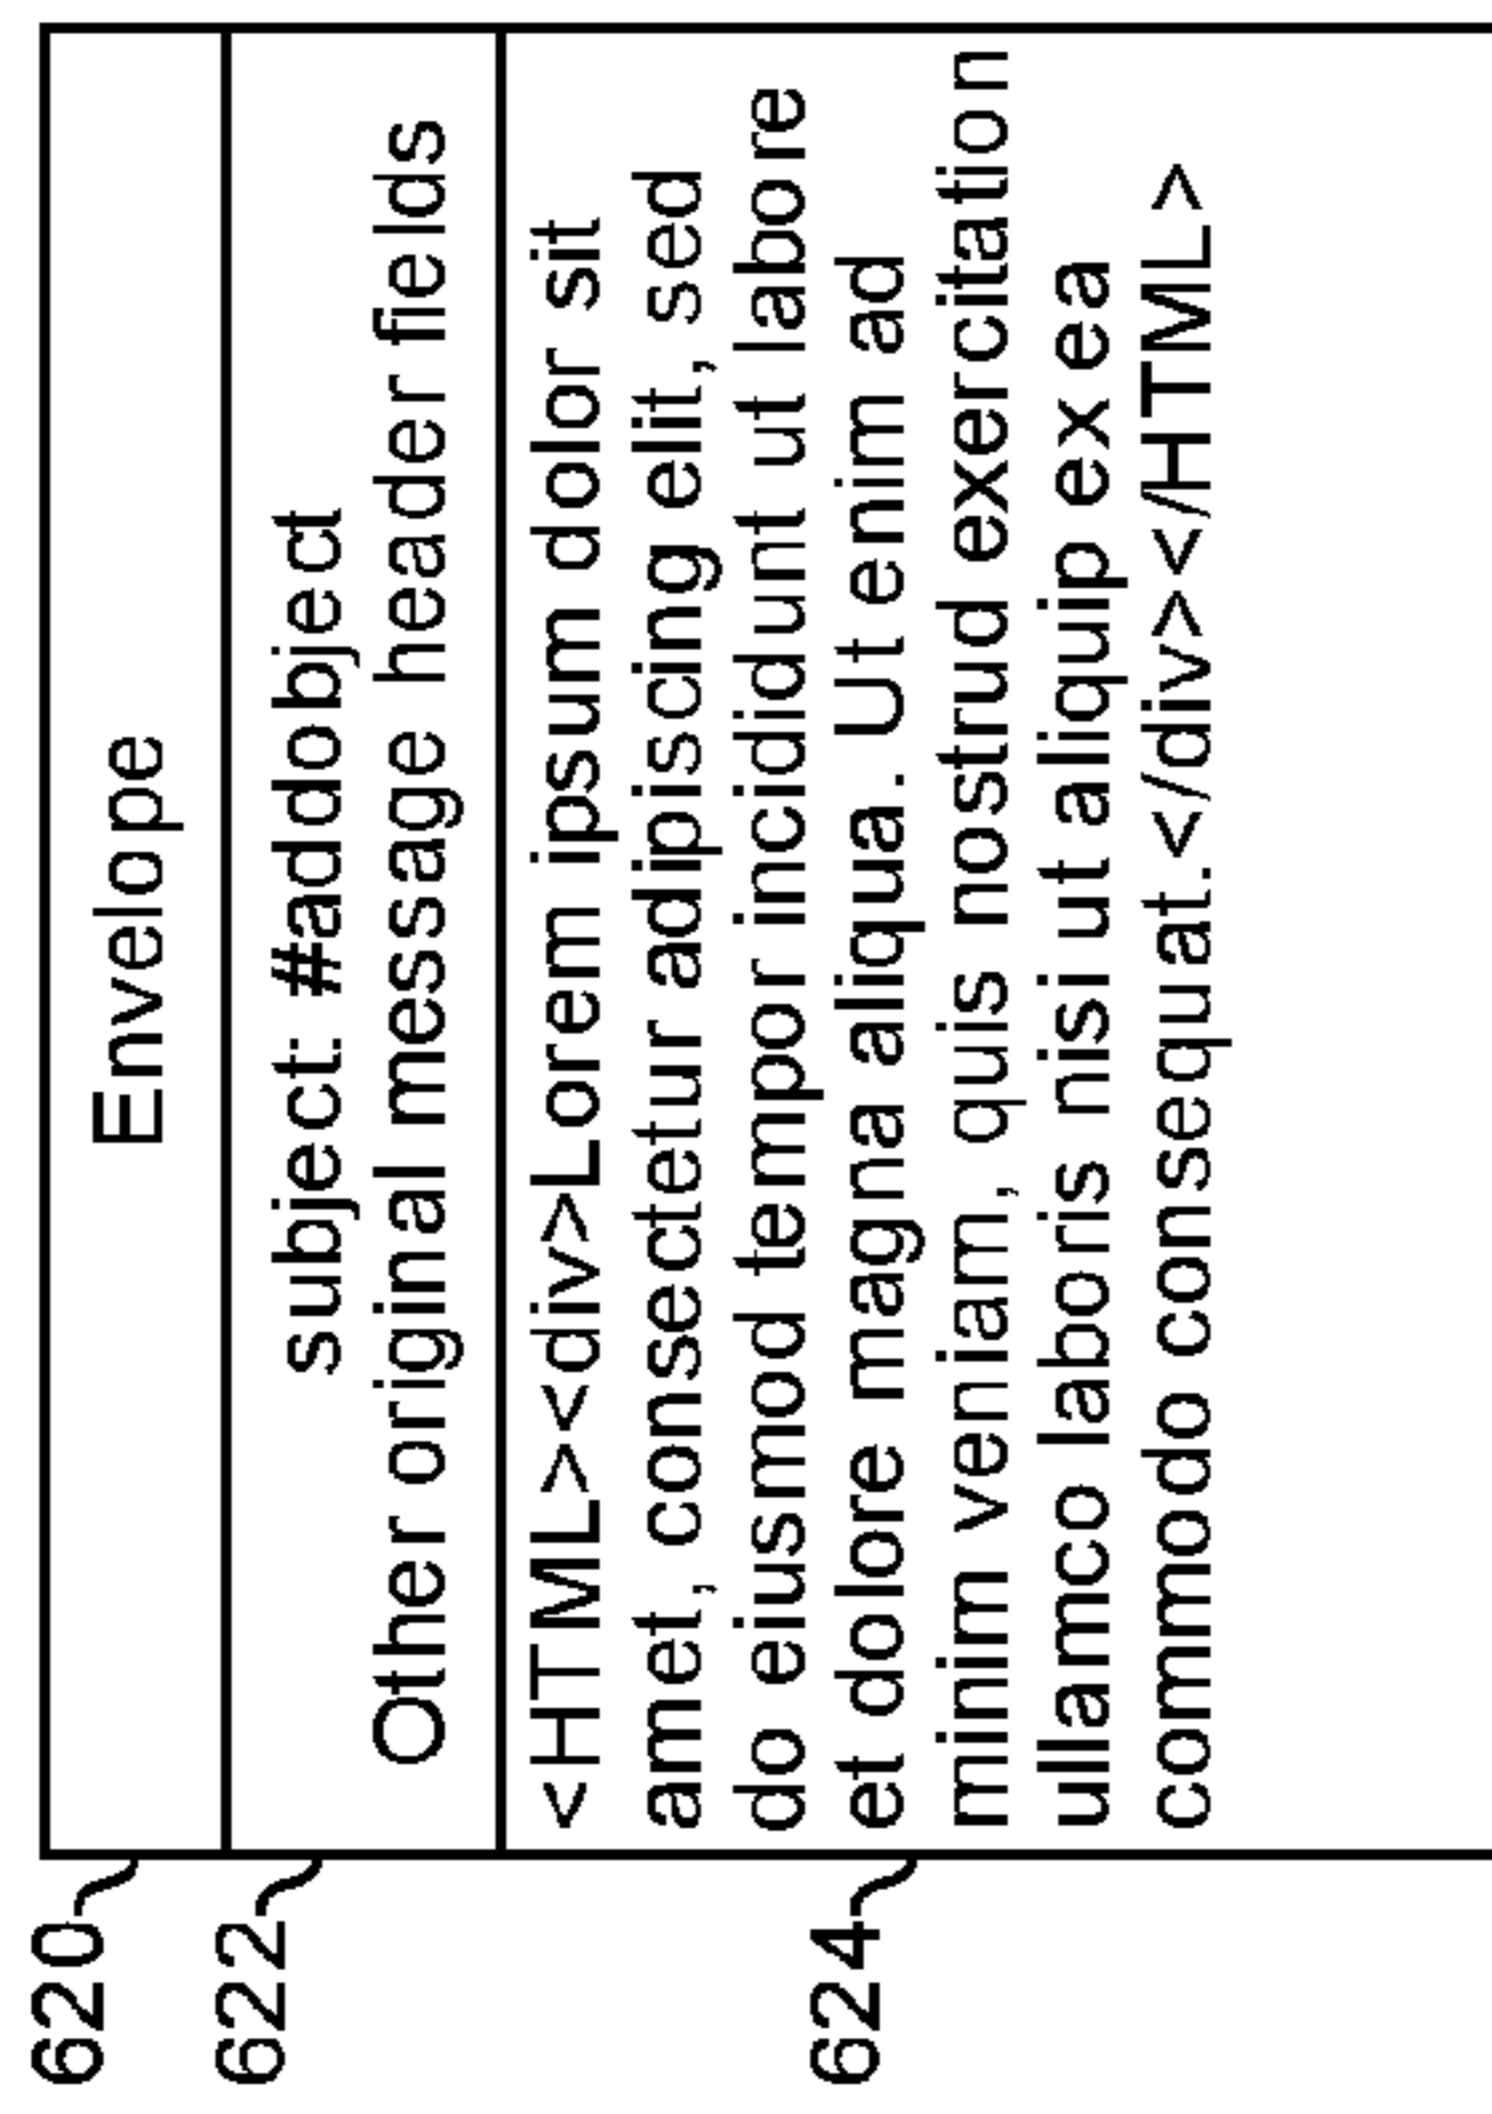 620
Envelope
622
subject: #addobject
Other original message header fields
624
<HTML><div>Lorem ipsum dolor sit
amet, consectetur adipiscing elit, sed
do eiusmod tempor incididunt ut labore
et dolore magna aliqua. Ut enim ad
minim veniam, quis nostrud exercitation
ullamco laboris nisi ut aliquip ex ea
commodo consequat.</div></HTML>